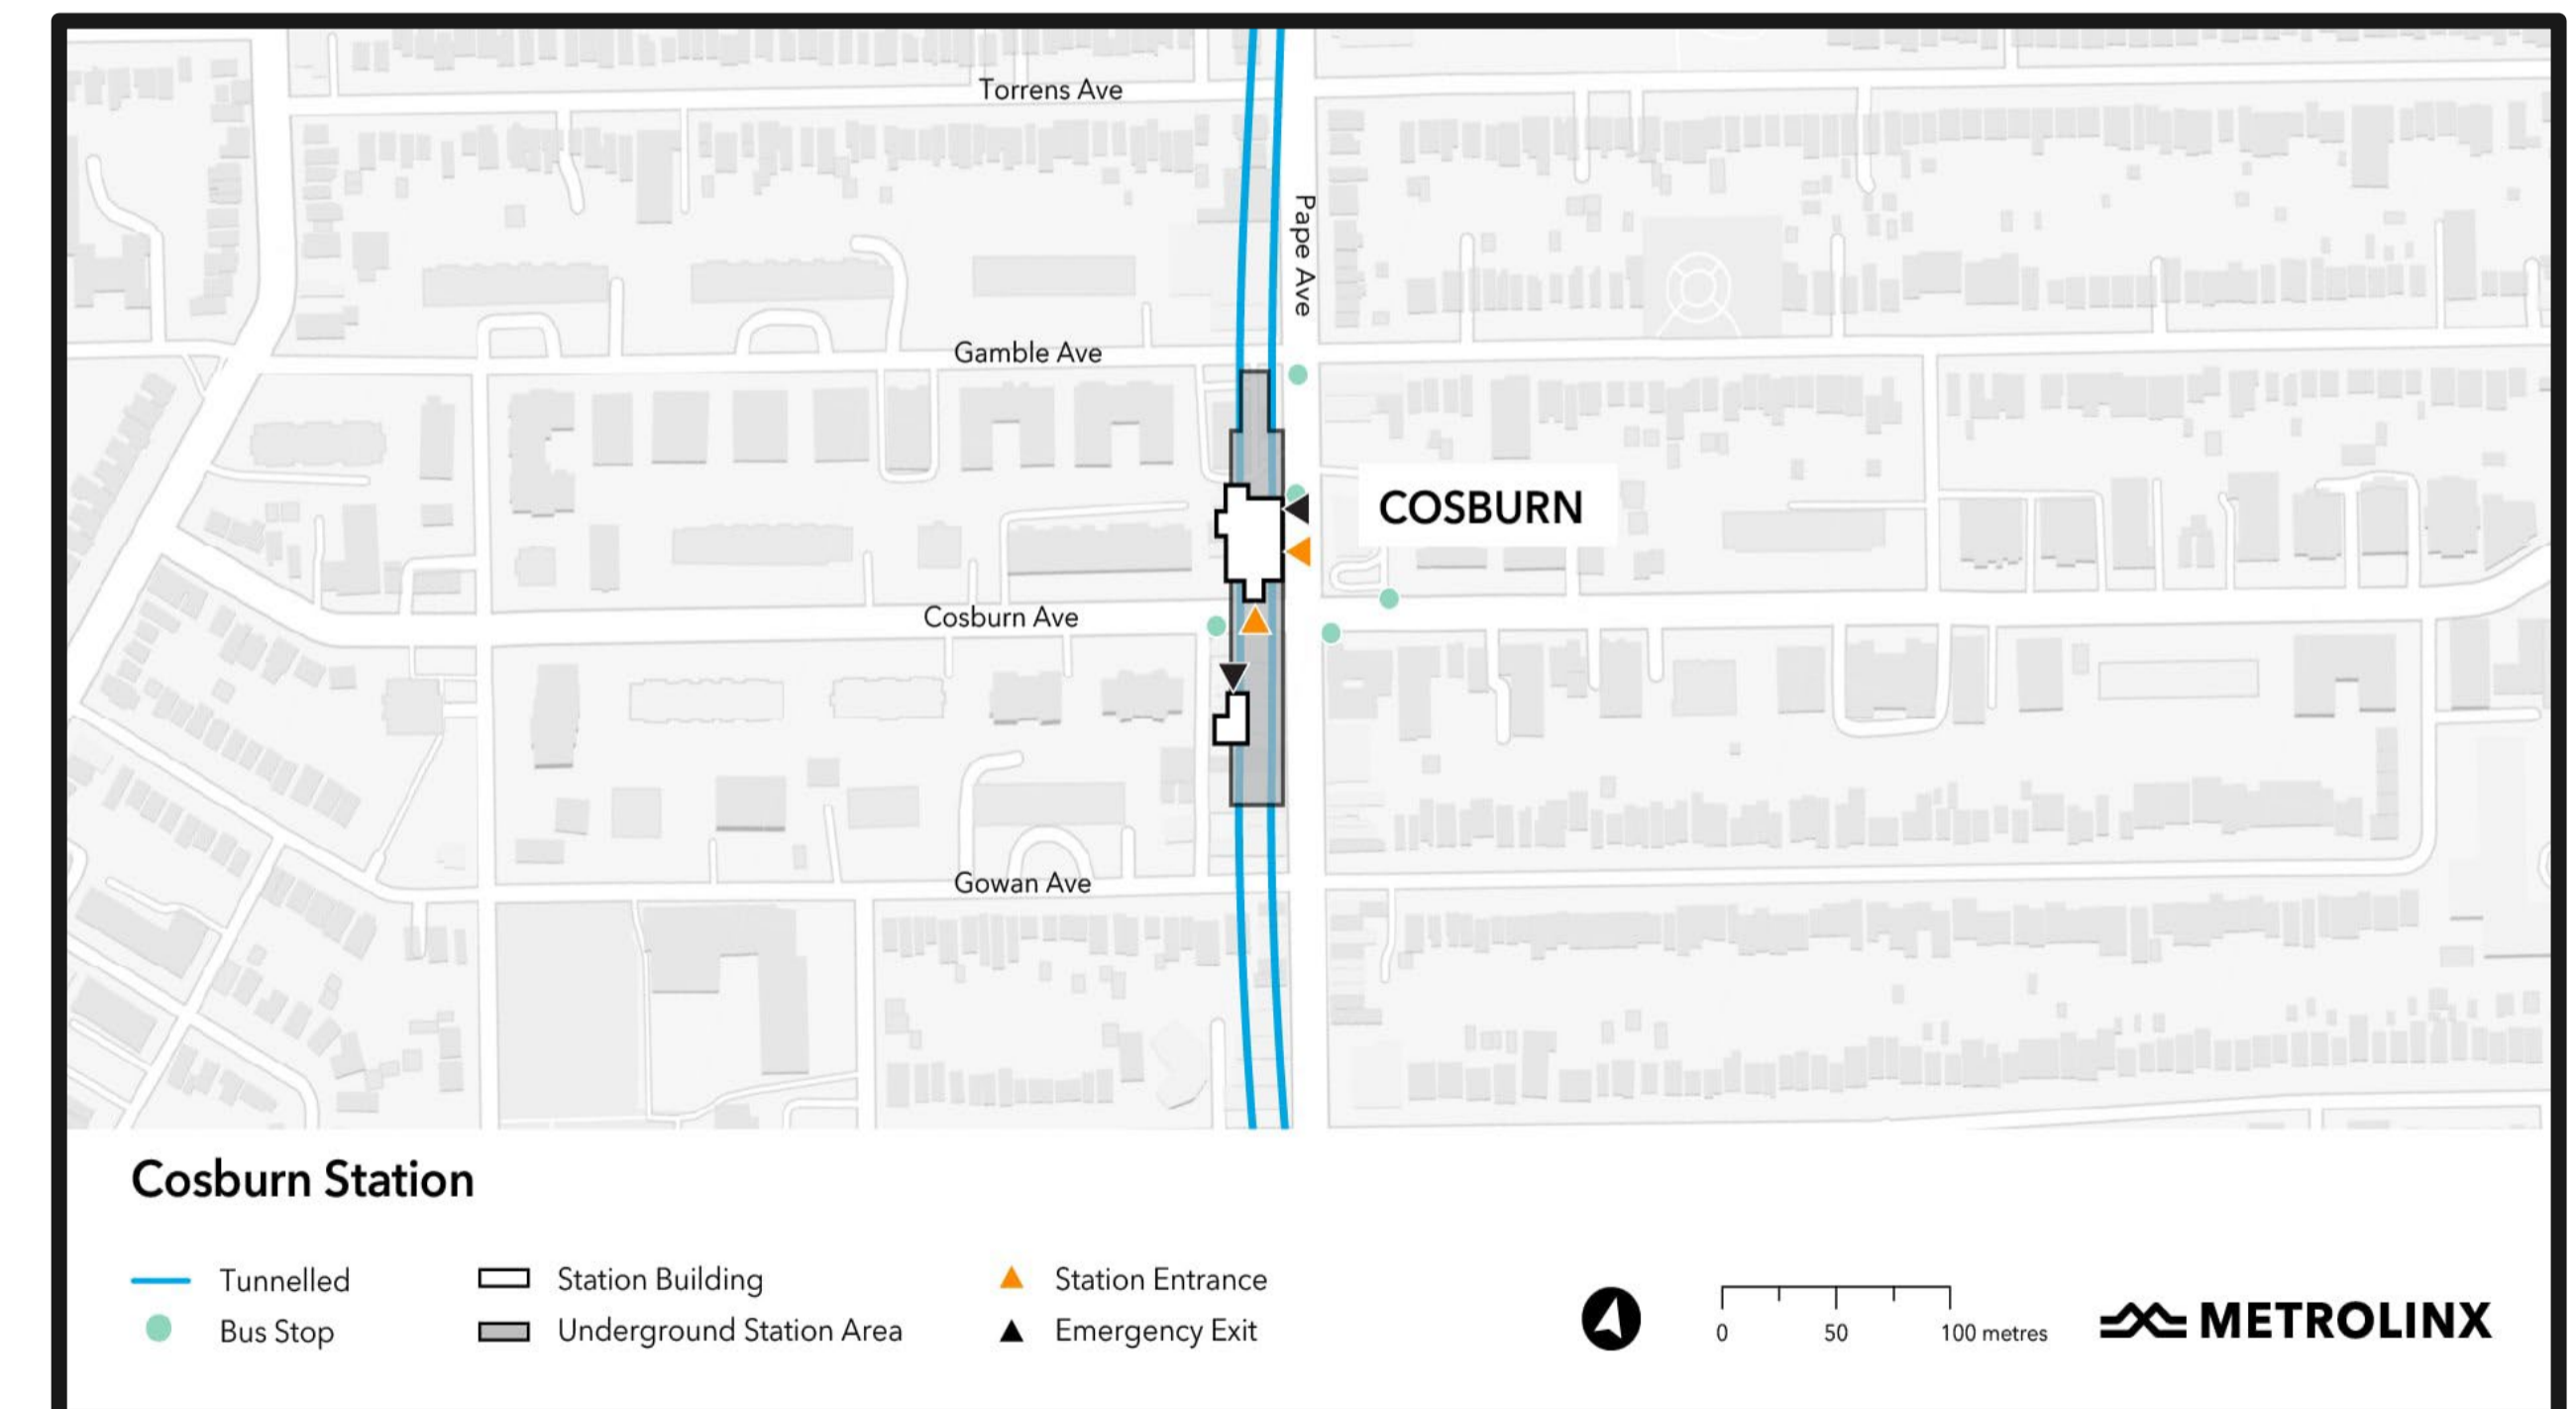 Torrens Ave
Pape Ave
Gamble Ave
COSBURN
Cosburn Ave
Gowan Ave
Cosburn Station
Tunnelled
Station Building
Station Entrance
Bus Stop
Underground Station Area
Emergency Exit
0 50 100 metres
METROLINX